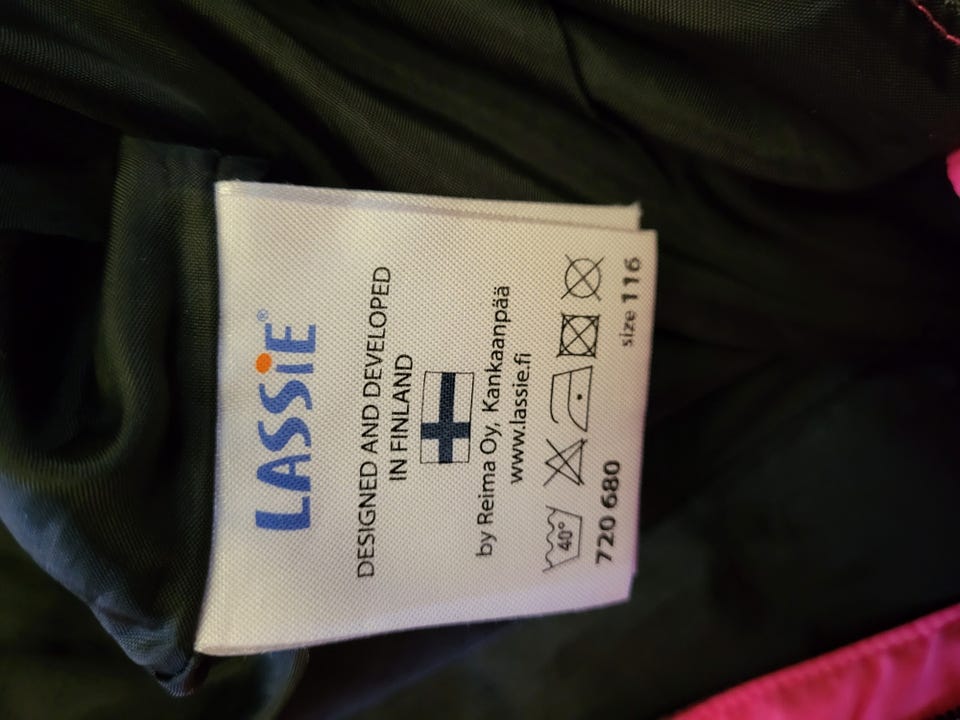 LASSiE®
DESIGNED AND DEVELOPED
IN FINLAND
by Reima Oy, Kankaanpää
www.lassie.fi
40°
720 680 size 116